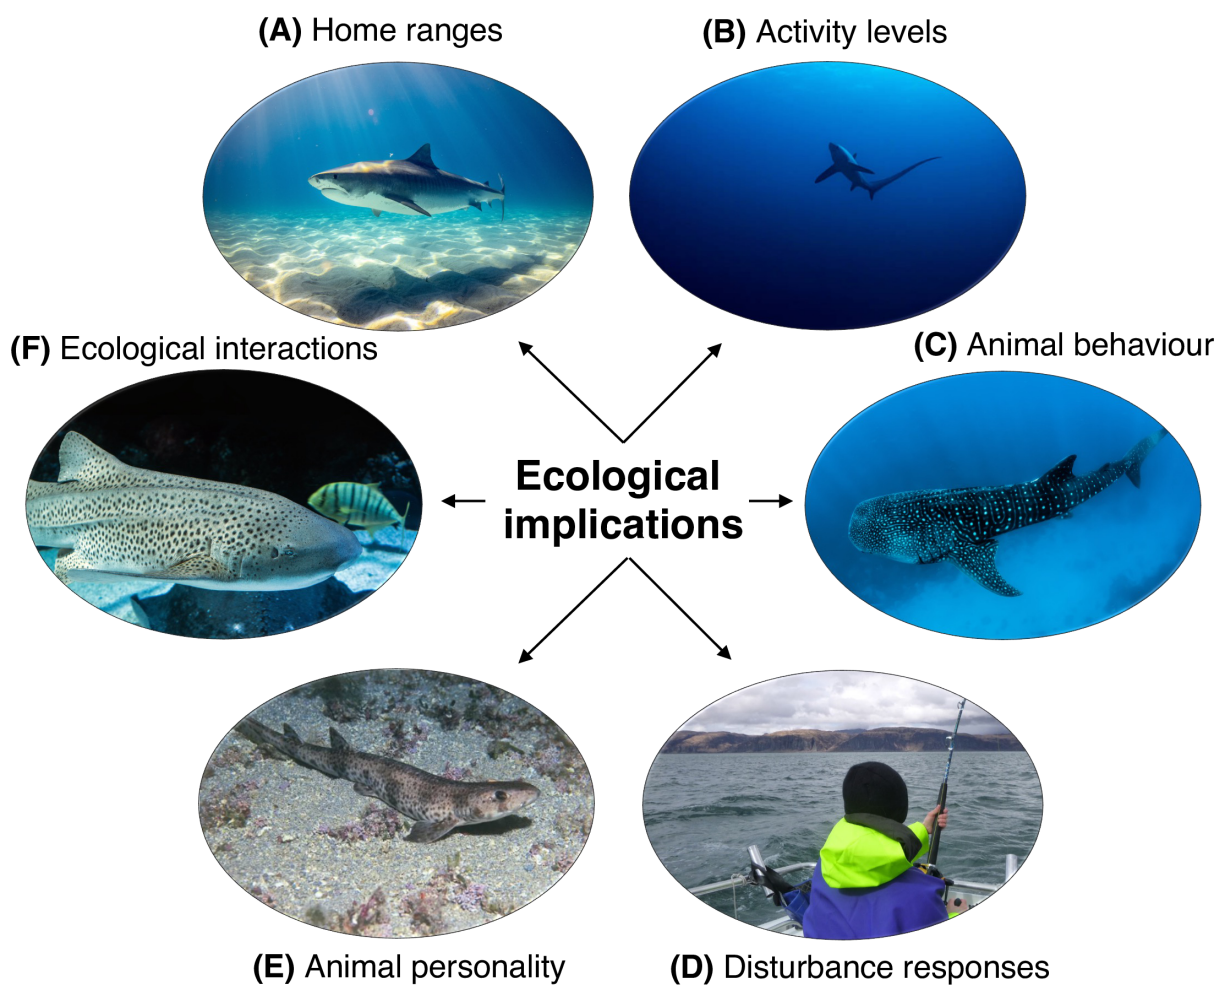 (A) Home ranges
(B) Activity levels
(F) Ecological interactions
(C) Animal behaviour
Ecological
implications
(E) Animal personality
(D) Disturbance responses